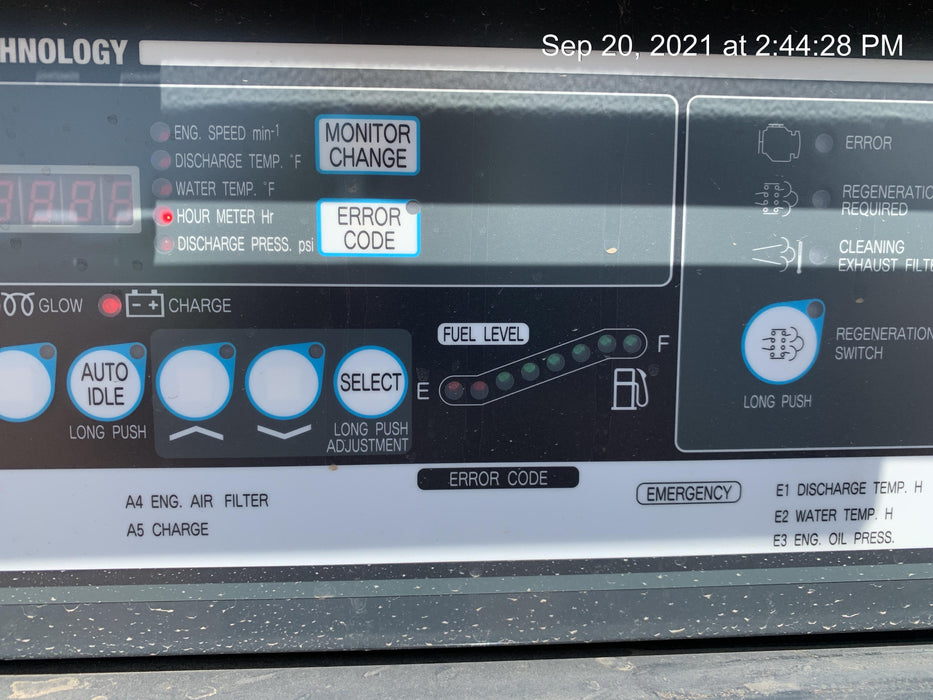 HNOLOGY
Sep 20, 2021 at 2:44:28 PM
ENG. SPEED min-1
DISCHARGE TEMP. °F
WATER TEMP. °F
HOUR METER Hr
DISCHARGE PRESS. psi
MONITOR
CHANGE
ERROR
CODE
ERROR
REGENERATIO
REQUIRED
CLEANING
EXHAUST FILTE
GLOW
- +
CHARGE
AUTO
IDLE
LONG PUSH
SELECT
LONG PUSH
ADJUSTMENT
FUEL LEVEL
E
F
REGENERATION
SWITCH
LONG PUSH
ERROR CODE
A4 ENG. AIR FILTER
A5 CHARGE
EMERGENCY
E1 DISCHARGE TEMP. H
E2 WATER TEMP. H
E3 ENG. OIL PRESS.